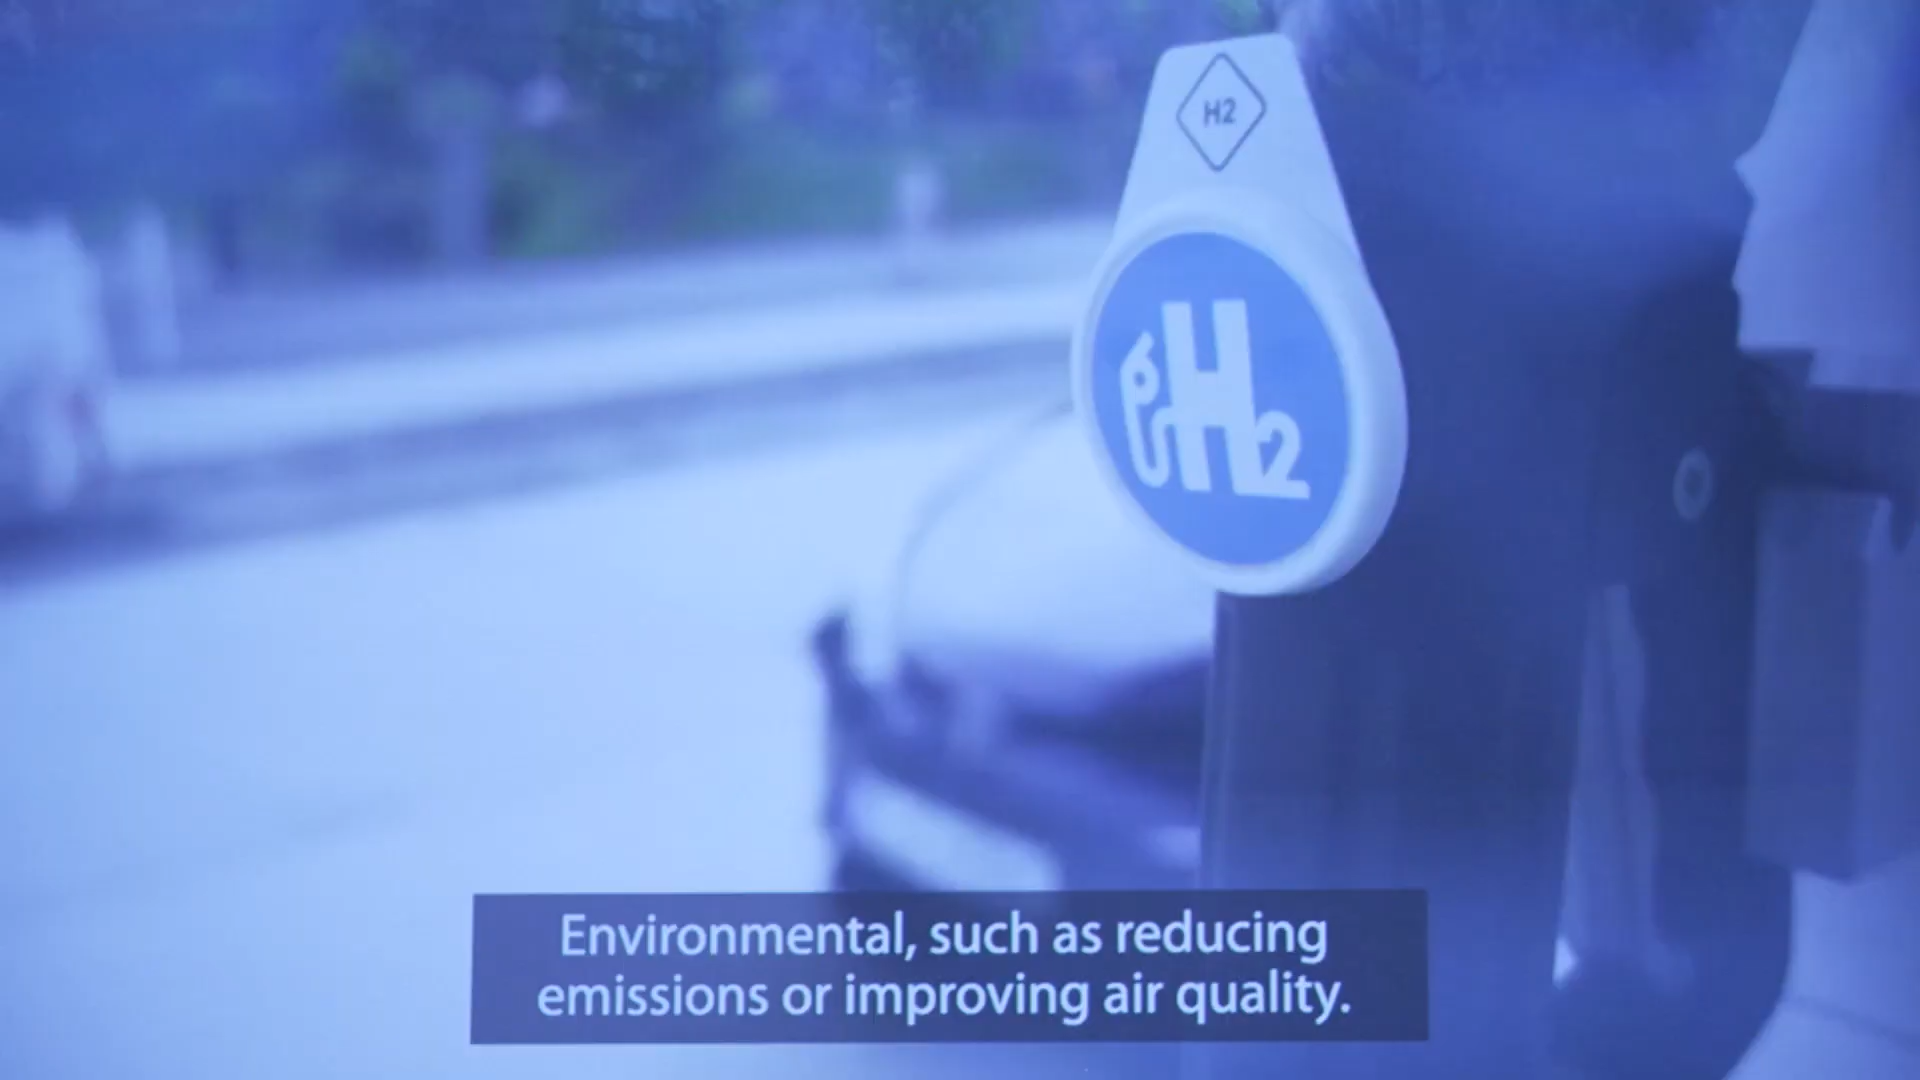 H2
H2
Environmental, such as reducing
emissions or improving air quality.